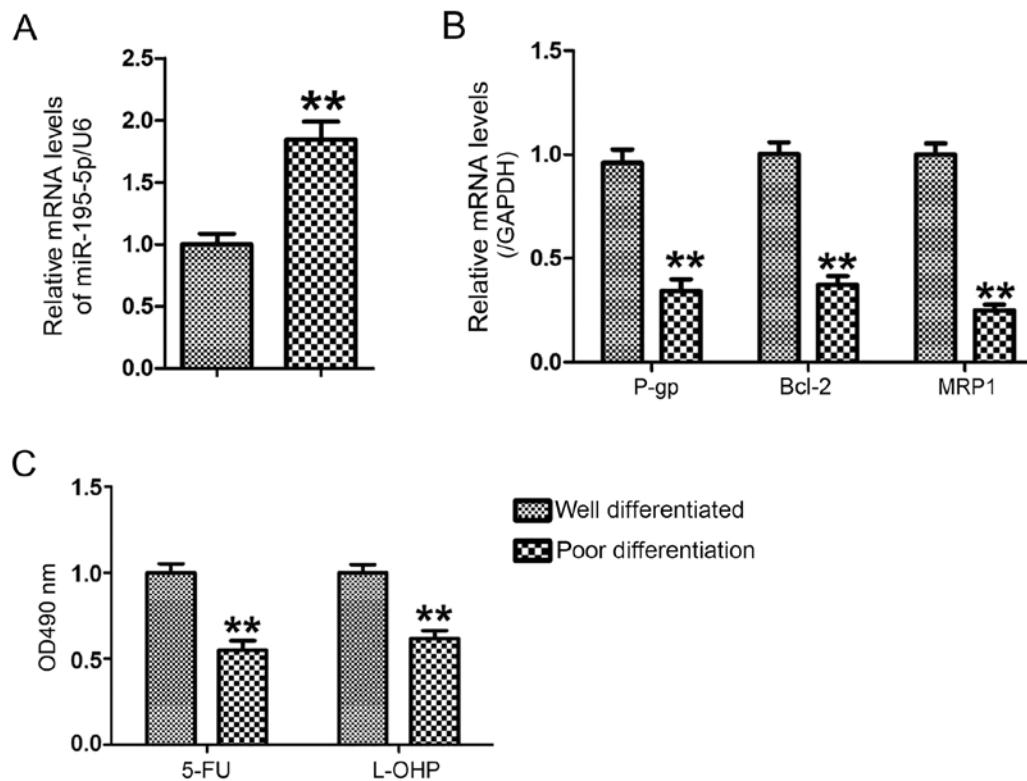 A
Relative mRNA levels
of miR-195-5p/U6
2.5
2.0
1.5
1.0
0.5
0.0
**
B
Relative mRNA levels
(/GAPDH)
1.5
1.0
0.5
0.0
** ** **
P-gp Bcl-2 MRP1
C
OD490 nm
1.5
1.0
0.5
0.0
** **
5-FU L-OHP
Well differentiated
Poor differentiation